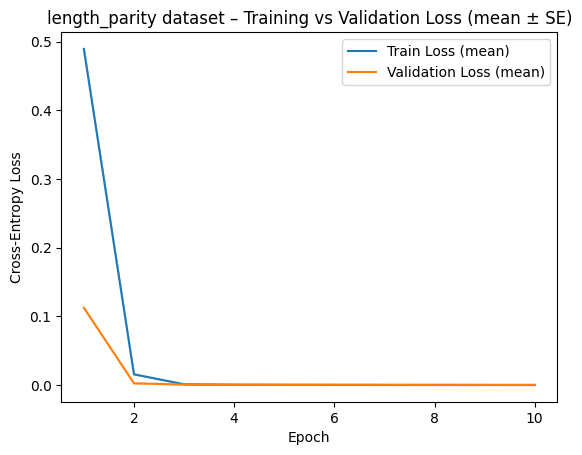 length_parity dataset – Training vs Validation Loss (mean ± SE)
Train Loss (mean)
Validation Loss (mean)
Cross-Entropy Loss
0.5
0.4
0.3
0.2
0.1
0.0
2
4
6
8
10
Epoch